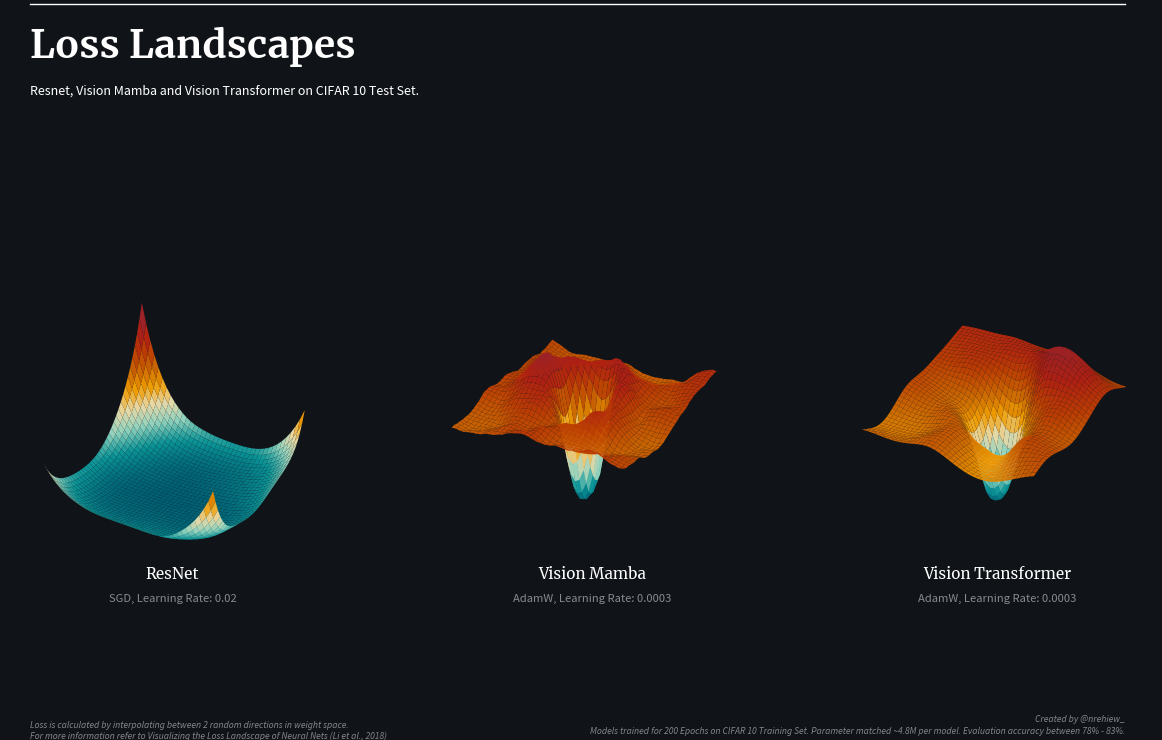 Loss Landscapes
Resnet, Vision Mamba and Vision Transformer on CIFAR 10 Test Set.
ResNet
SGD, Learning Rate: 0.02
Vision Mamba
AdamW, Learning Rate: 0.0003
Vision Transformer
AdamW, Learning Rate: 0.0003
Loss is calculated by interpolating between 2 random directions in weight space.
For more information refer to Visualizing the Loss Landscape of Neural Nets (Li et al., 2018)
Created by @nrehiew_
Models trained for 200 Epochs on CIFAR 10 Training Set. Parameter matched ~4.8M per model. Evaluation accuracy between 78% - 83%.